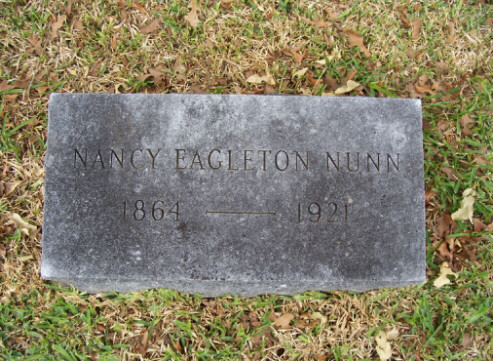 NANCY EAGLETON NUNN
1864 — 1921